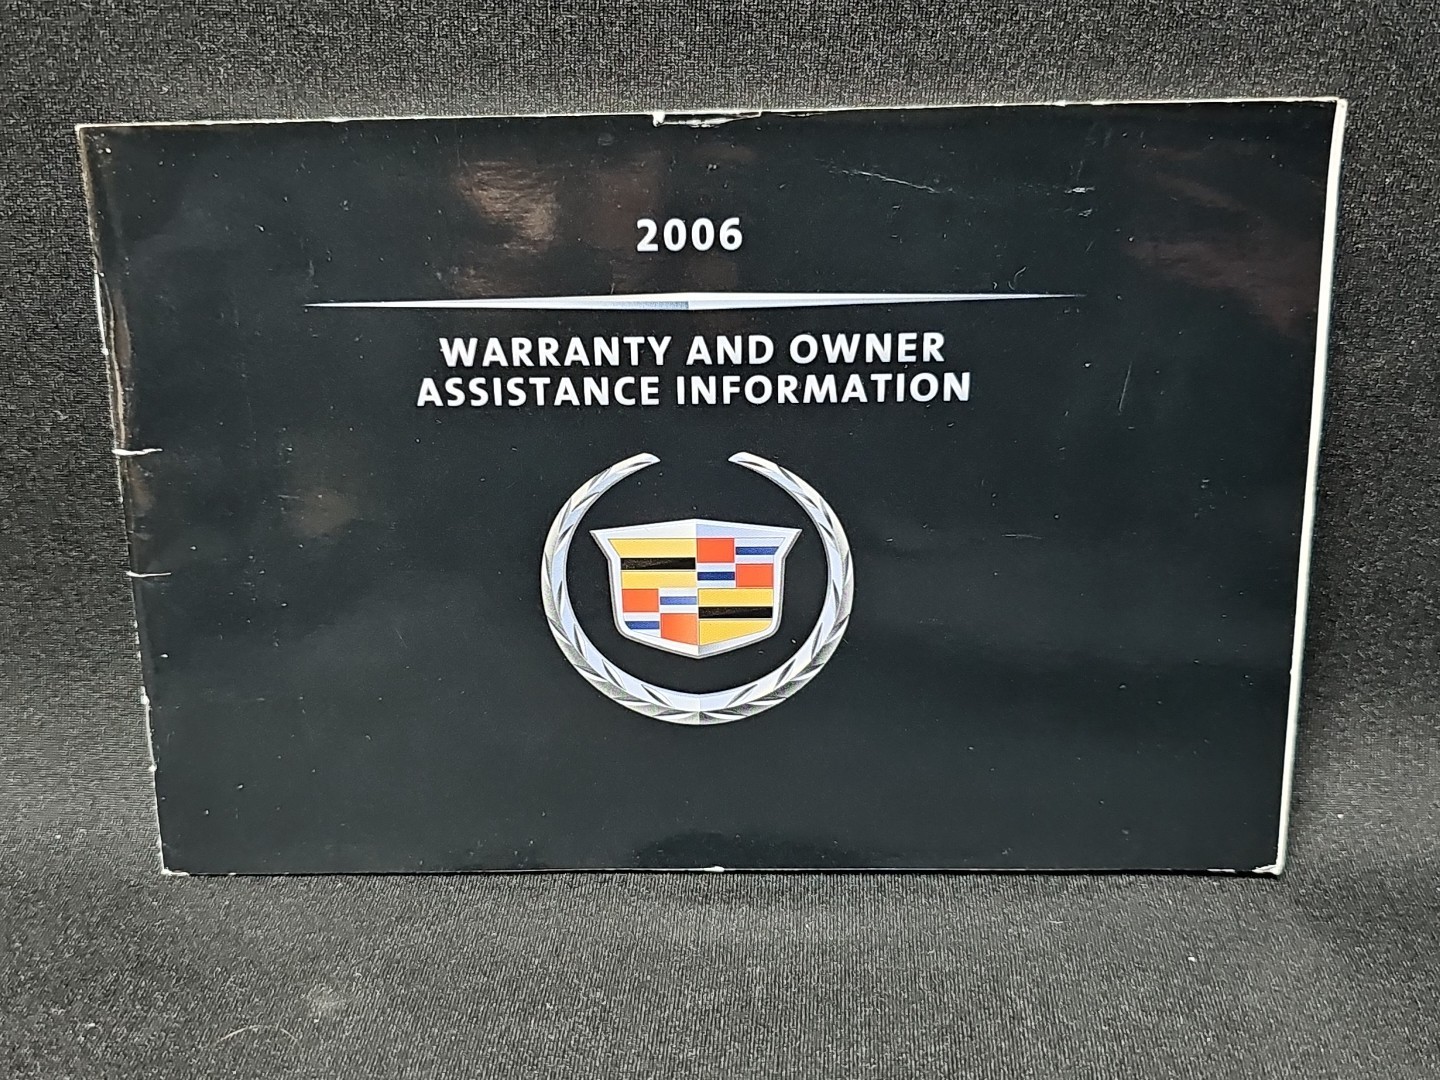 2006
WARRANTY AND OWNER
ASSISTANCE INFORMATION